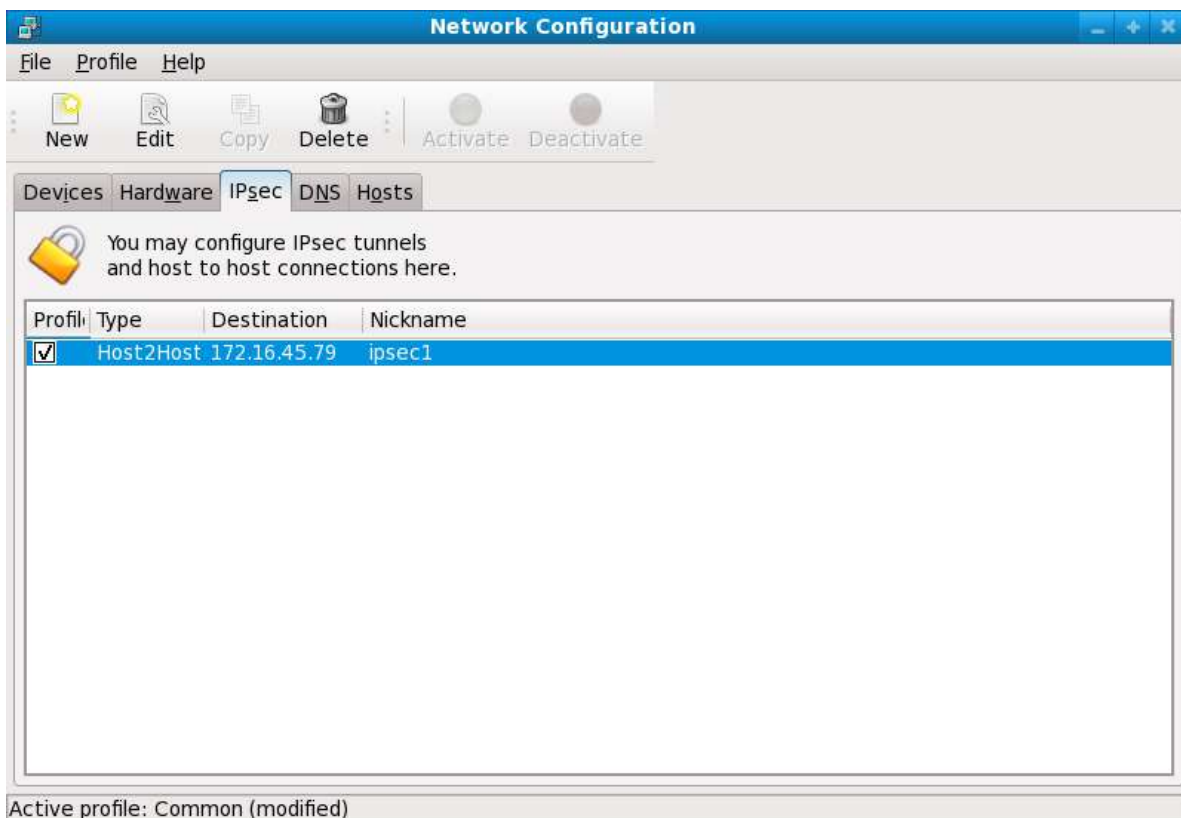 Network Configuration
File Profile Help
New Edit Copy Delete Activate Deactivate
Devices Hardware IPsec DNS Hosts
You may configure IPsec tunnels
and host to host connections here.
Profil Type Destination Nickname
Host2Host 172.16.45.79 ipsec1
Active profile: Common (modified)